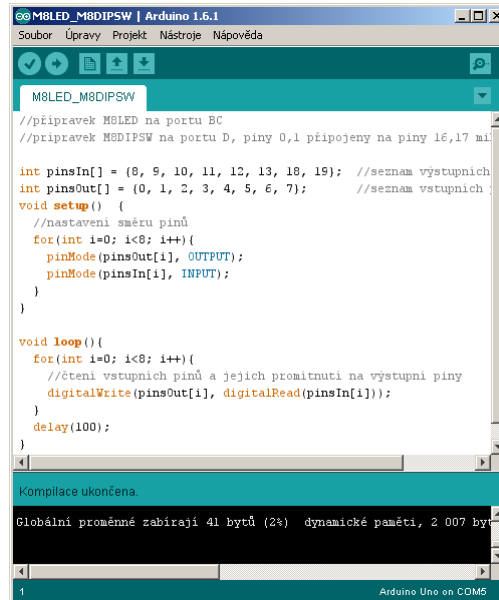 M8LED_M8DIPSW | Arduino 1.6.1
Soubor Úpravy Projekt Nástroje Nápověda
M8LED_M8DIPSW
//přípravek M8LED na portu BC
//pripravek M8DIPSW na portu D, piny 0,1 připojeny na piny 16,17
int pinsIn[] = {8, 9, 10, 11, 12, 13, 18, 19}; //seznam výstupních
int pinsOut[] = {0, 1, 2, 3, 4, 5, 6, 7}; //seznam vstupních
void setup() {
//nastavení směru pinů
for(int i=0; i<8; i++){
pinMode(pinsOut[i], OUTPUT);
pinMode(pinsIn[i], INPUT);
}
}
void loop(){
for(int i=0; i<8; i++){
//čtení vstupních pinů a jejich promítnutí na výstupní piny
digitalWrite(pinsOut[i], digitalRead(pinsIn[i]));
}
delay(100);
}
Kompilace ukončena.
Globální proměnné zabírají 41 bytů (2%) dynamické paměti, 2 007 byt
1 Arduino Uno on COM5